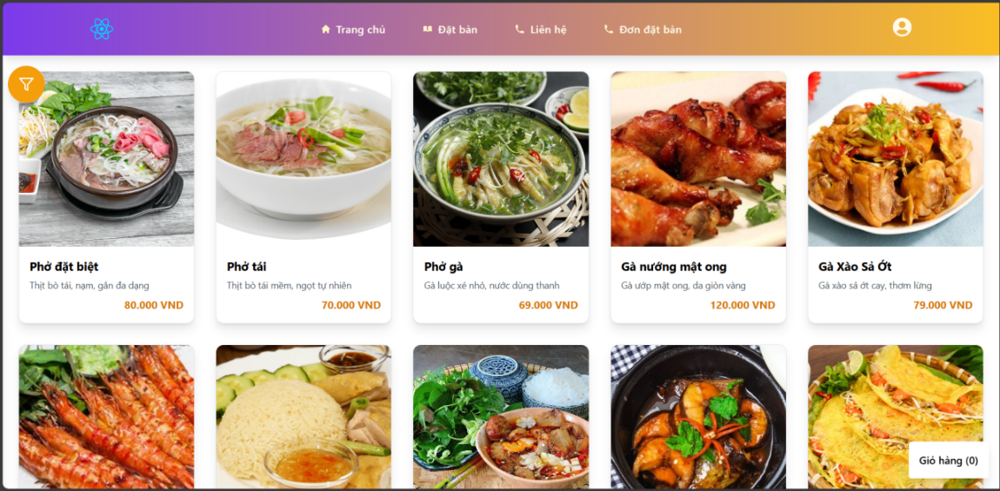 Trang chủ
Đặt bàn
Liên hệ
Đơn đặt bàn
Phở đặt biệt
Thịt bò tái, nạm, gân đa dạng
80.000 VND
Phở tái
Thịt bò tái mềm, ngọt tự nhiên
70.000 VND
Phở gà
Gà luộc xé nhỏ, nước dùng thanh
69.000 VND
Gà nướng mật ong
Gà ướp mật ong, da giòn vàng
120.000 VND
Gà Xào Sả Ớt
Gà xào sả ớt cay, thơm lừng
79.000 VND
Giỏ hàng (0)